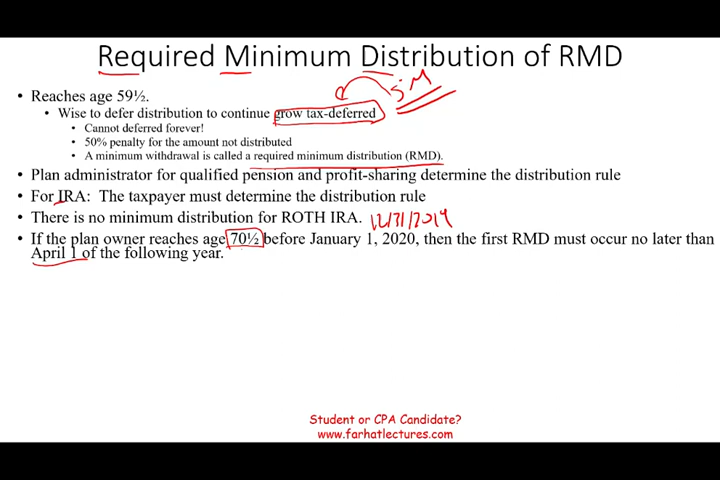 Required Minimum Distribution of RMD
5M
• Reaches age 59½.
• Wise to defer distribution to continue grow tax-deferred
• Cannot deferred forever!
• 50% penalty for the amount not distributed
• A minimum withdrawal is called a required minimum distribution (RMD).
• Plan administrator for qualified pension and profit-sharing determine the distribution rule
• For IRA: The taxpayer must determine the distribution rule
• There is no minimum distribution for ROTH IRA. 12/31/2019
• If the plan owner reaches age 70½ before January 1, 2020, then the first RMD must occur no later than
April 1 of the following year.
Student or CPA Candidate?
www.farhatlectures.com